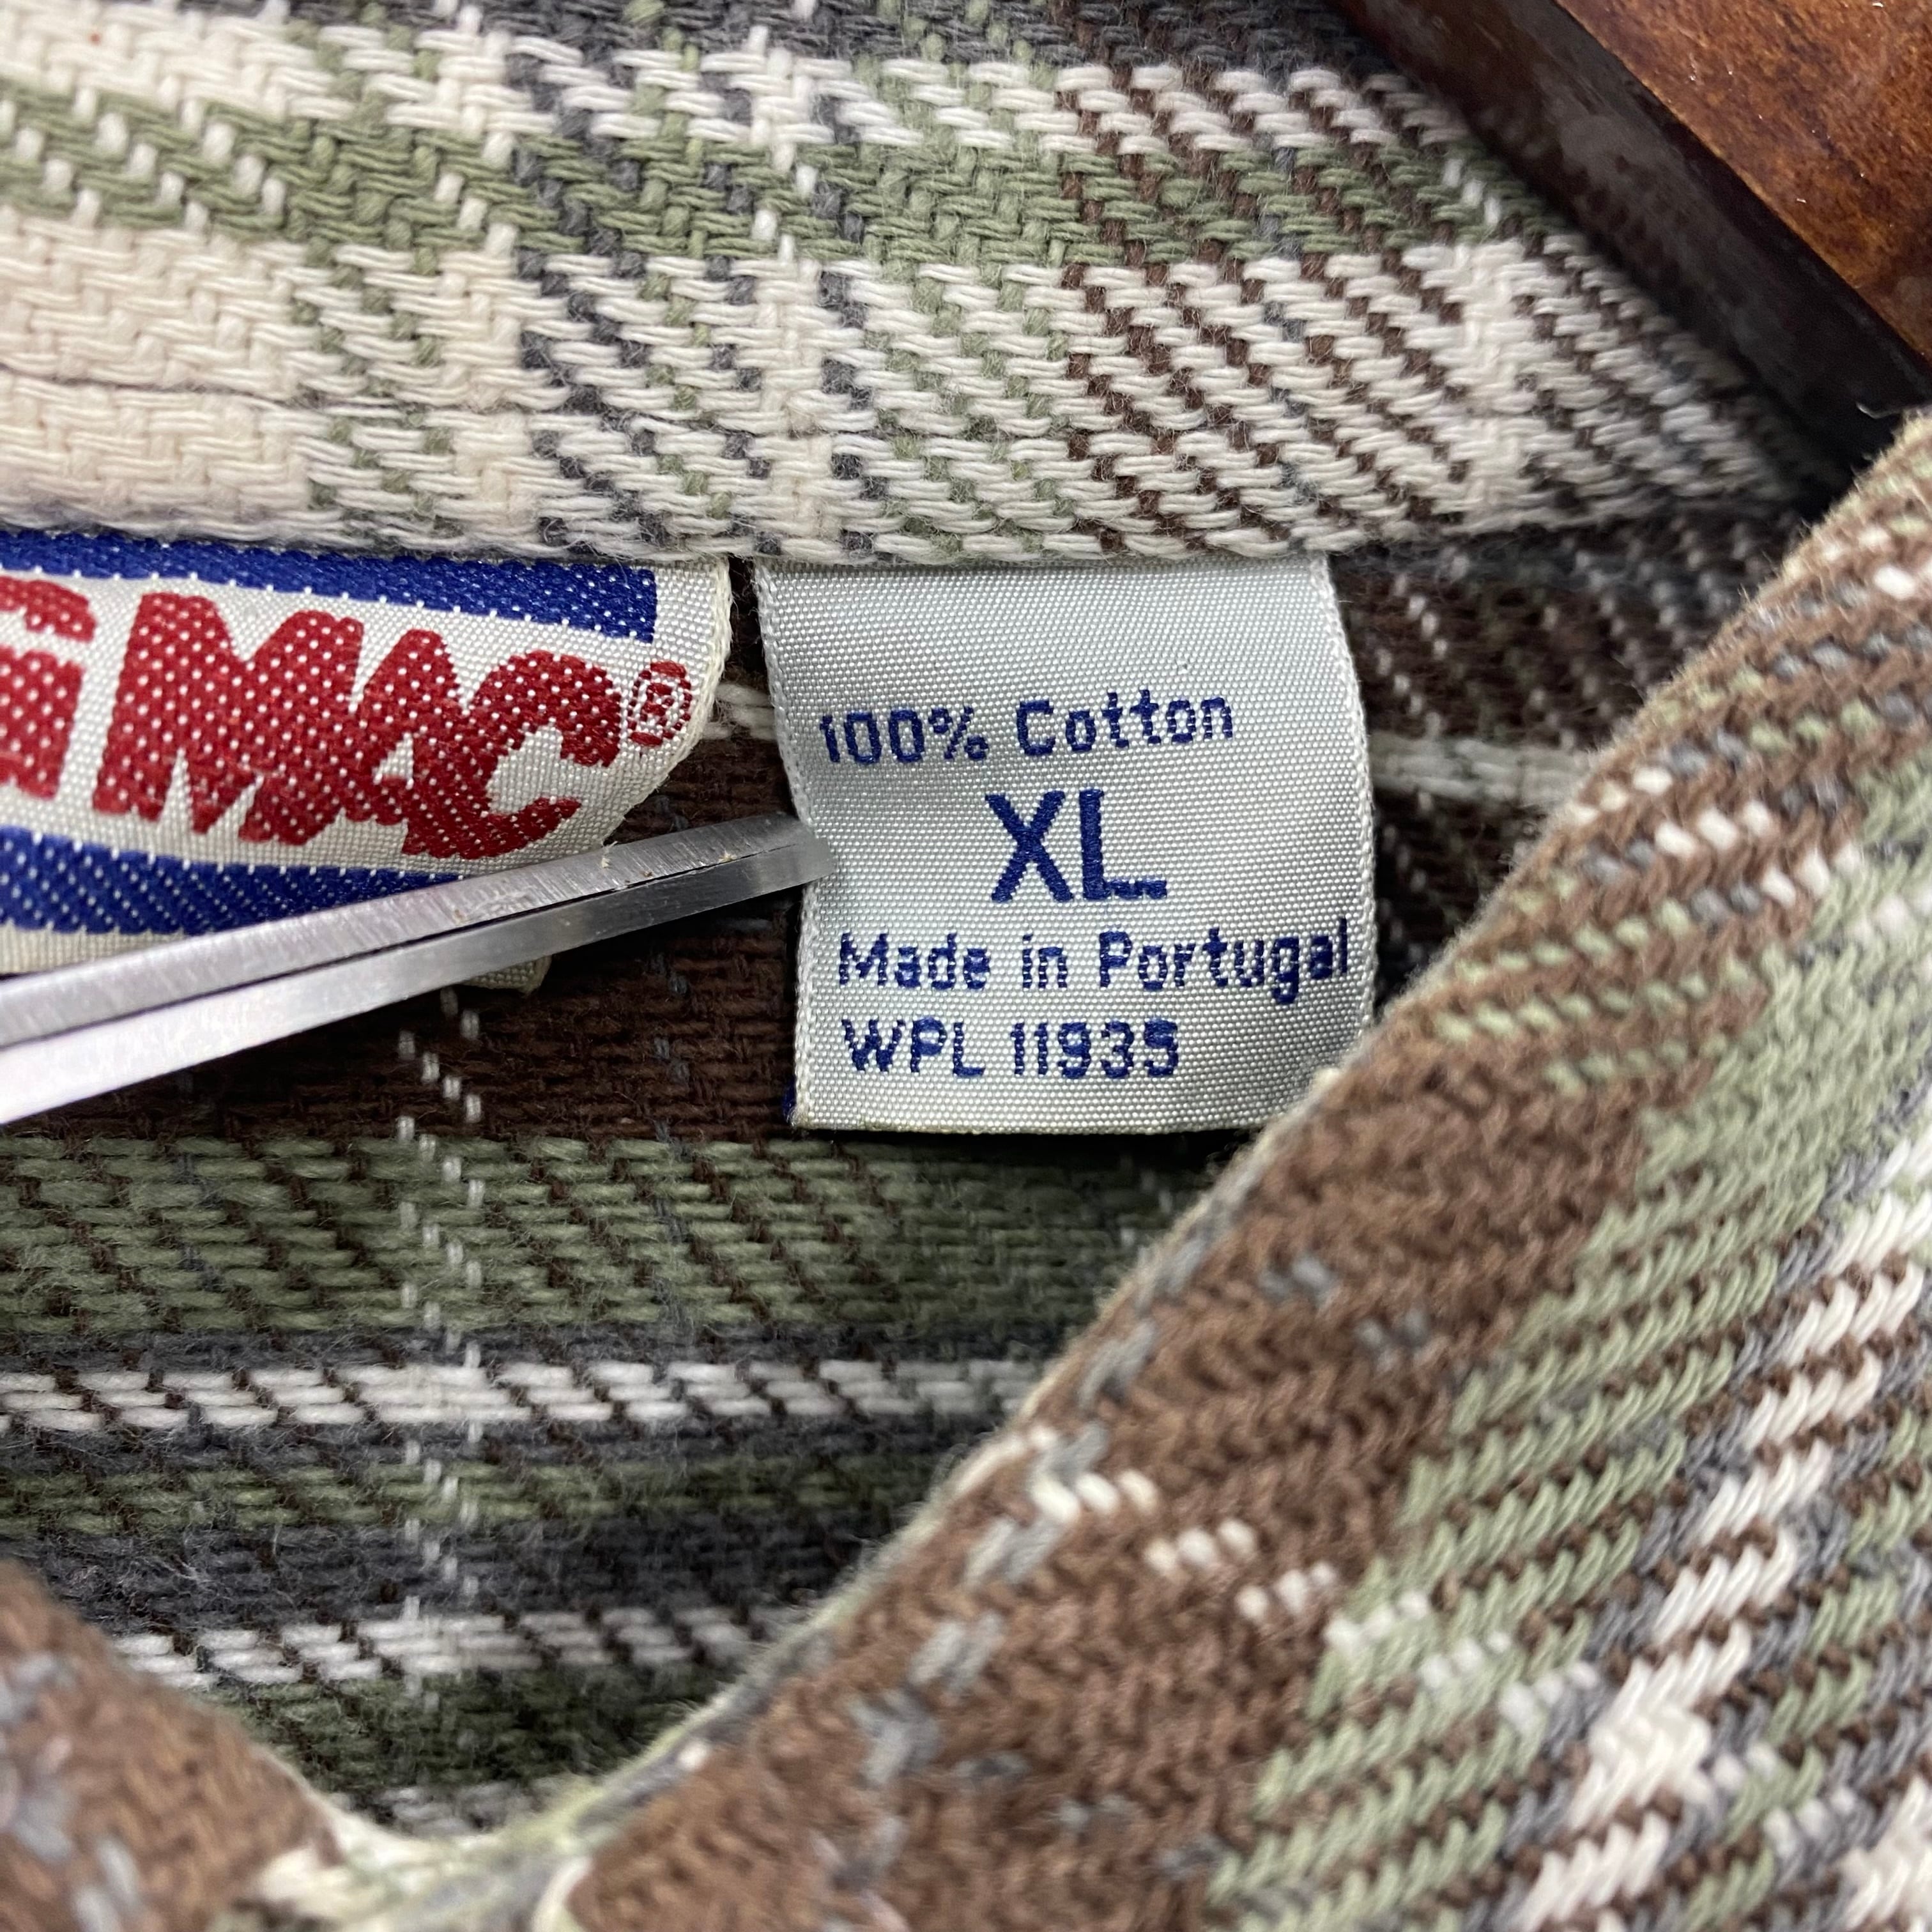 MAC®
100% Cotton
XL
Made in Portugal
WPL 11935